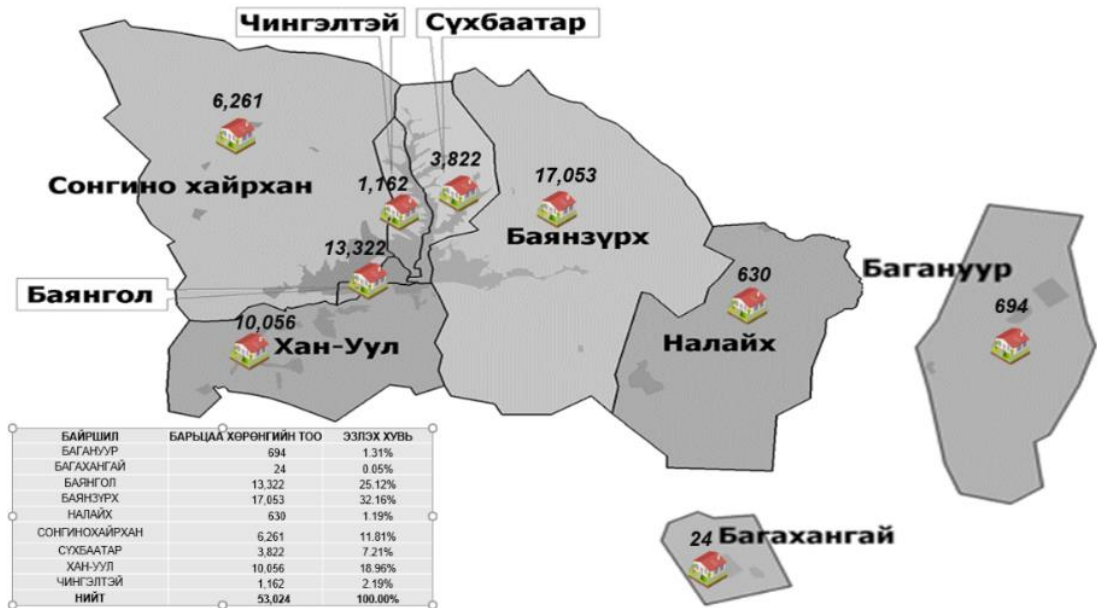 Чингэлтэй
Сүхбаатар
6,261
3,822
1,162
17,053
Сонгино хайрхан
Баянзүрх
13,322
630
Багануур
Баянгол
694
10,056
Хан-Уул
Налайх
24 Багахангай
БАЙРШИЛ БАРЬЦАА ХӨРӨНГИЙН ТОО ЭЗЛЭХ ХУВЬ
БАГАНУУР 694 1.31%
БАГАХАНГАЙ 24 0.05%
БАЯНГОЛ 13,322 25.12%
БАЯНЗҮРХ 17,053 32.16%
НАЛАЙХ 630 1.19%
СОНГИНОХАЙРХАН 6,261 11.81%
СҮХБААТАР 3,822 7.21%
ХАН-УУЛ 10,056 18.96%
ЧИНГЭЛТЭЙ 1,162 2.19%
НИЙТ 53,024 100.00%